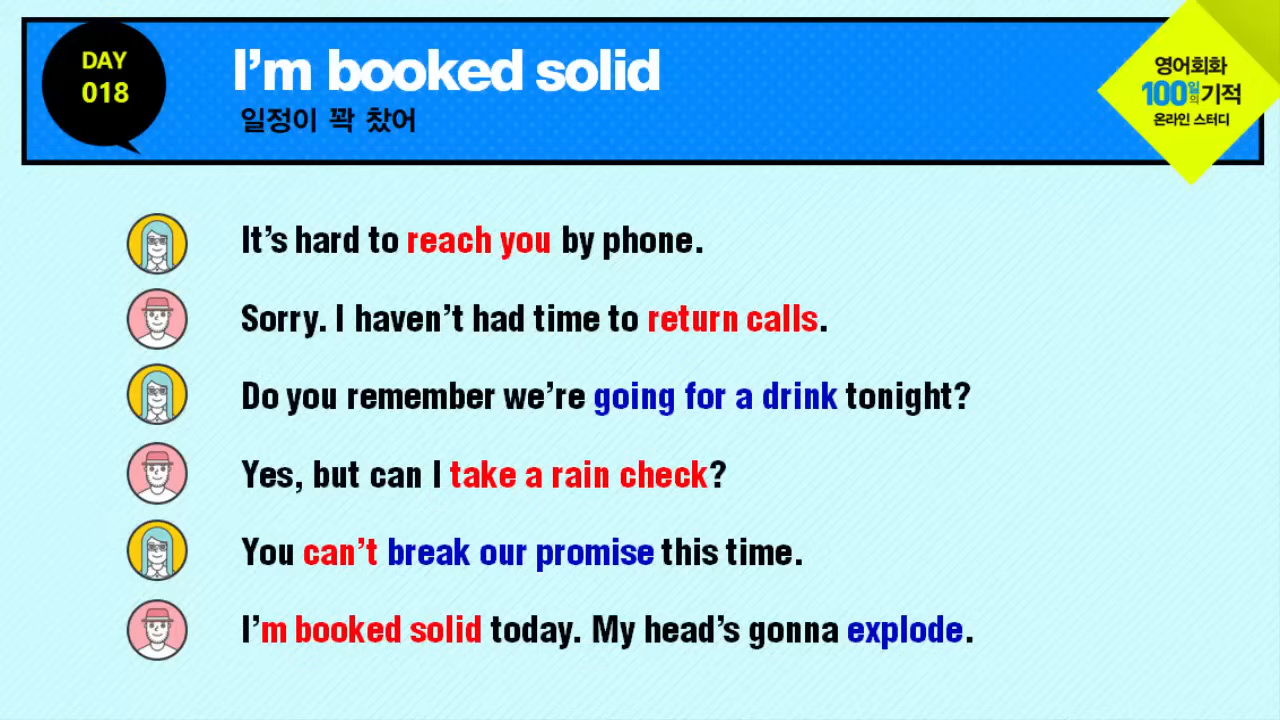 DAY
018
I'm booked solid
일정이 꽉 찼어
영어회화
100일의기적
온라인 스터디
It's hard to reach you by phone.
Sorry. I haven't had time to return calls.
Do you remember we're going for a drink tonight?
Yes, but can I take a rain check?
You can't break our promise this time.
I'm booked solid today. My head's gonna explode.